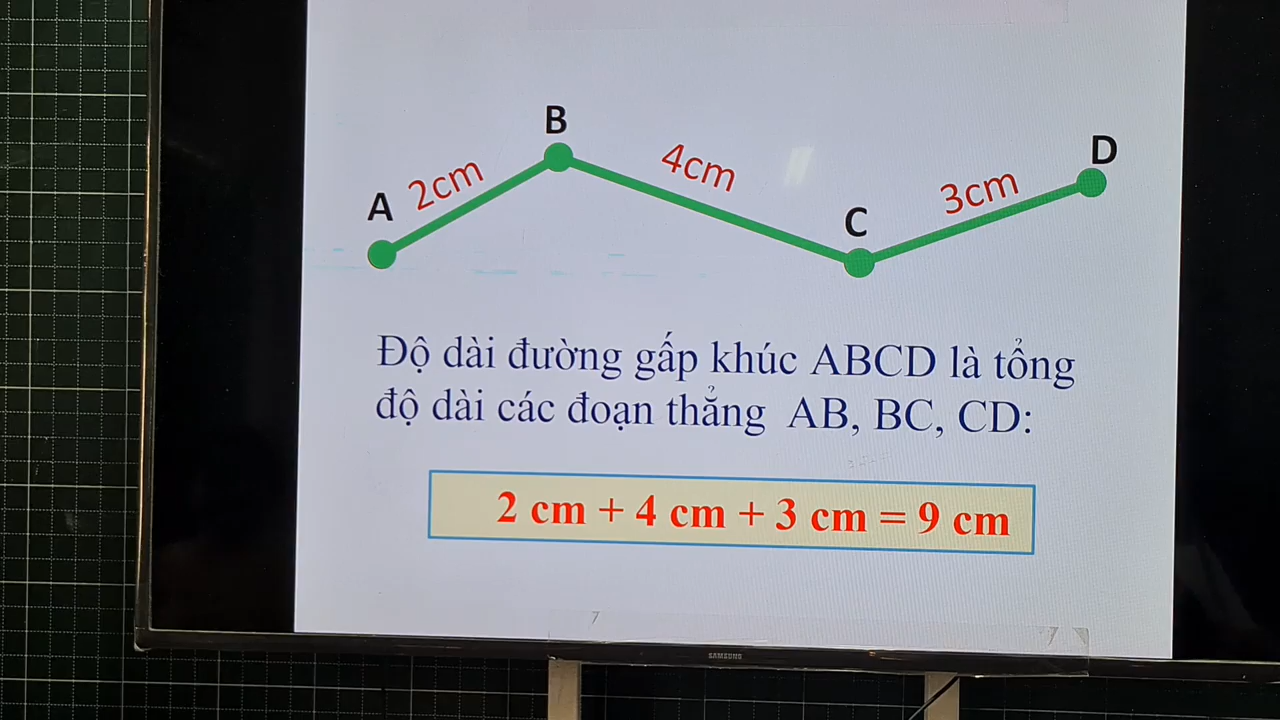 B
4cm
D
2cm
3cm
A
C
Độ dài đường gấp khúc ABCD là tổng
độ dài các đoạn thẳng AB, BC, CD:
2 cm + 4 cm + 3 cm = 9 cm
SAMSUNG